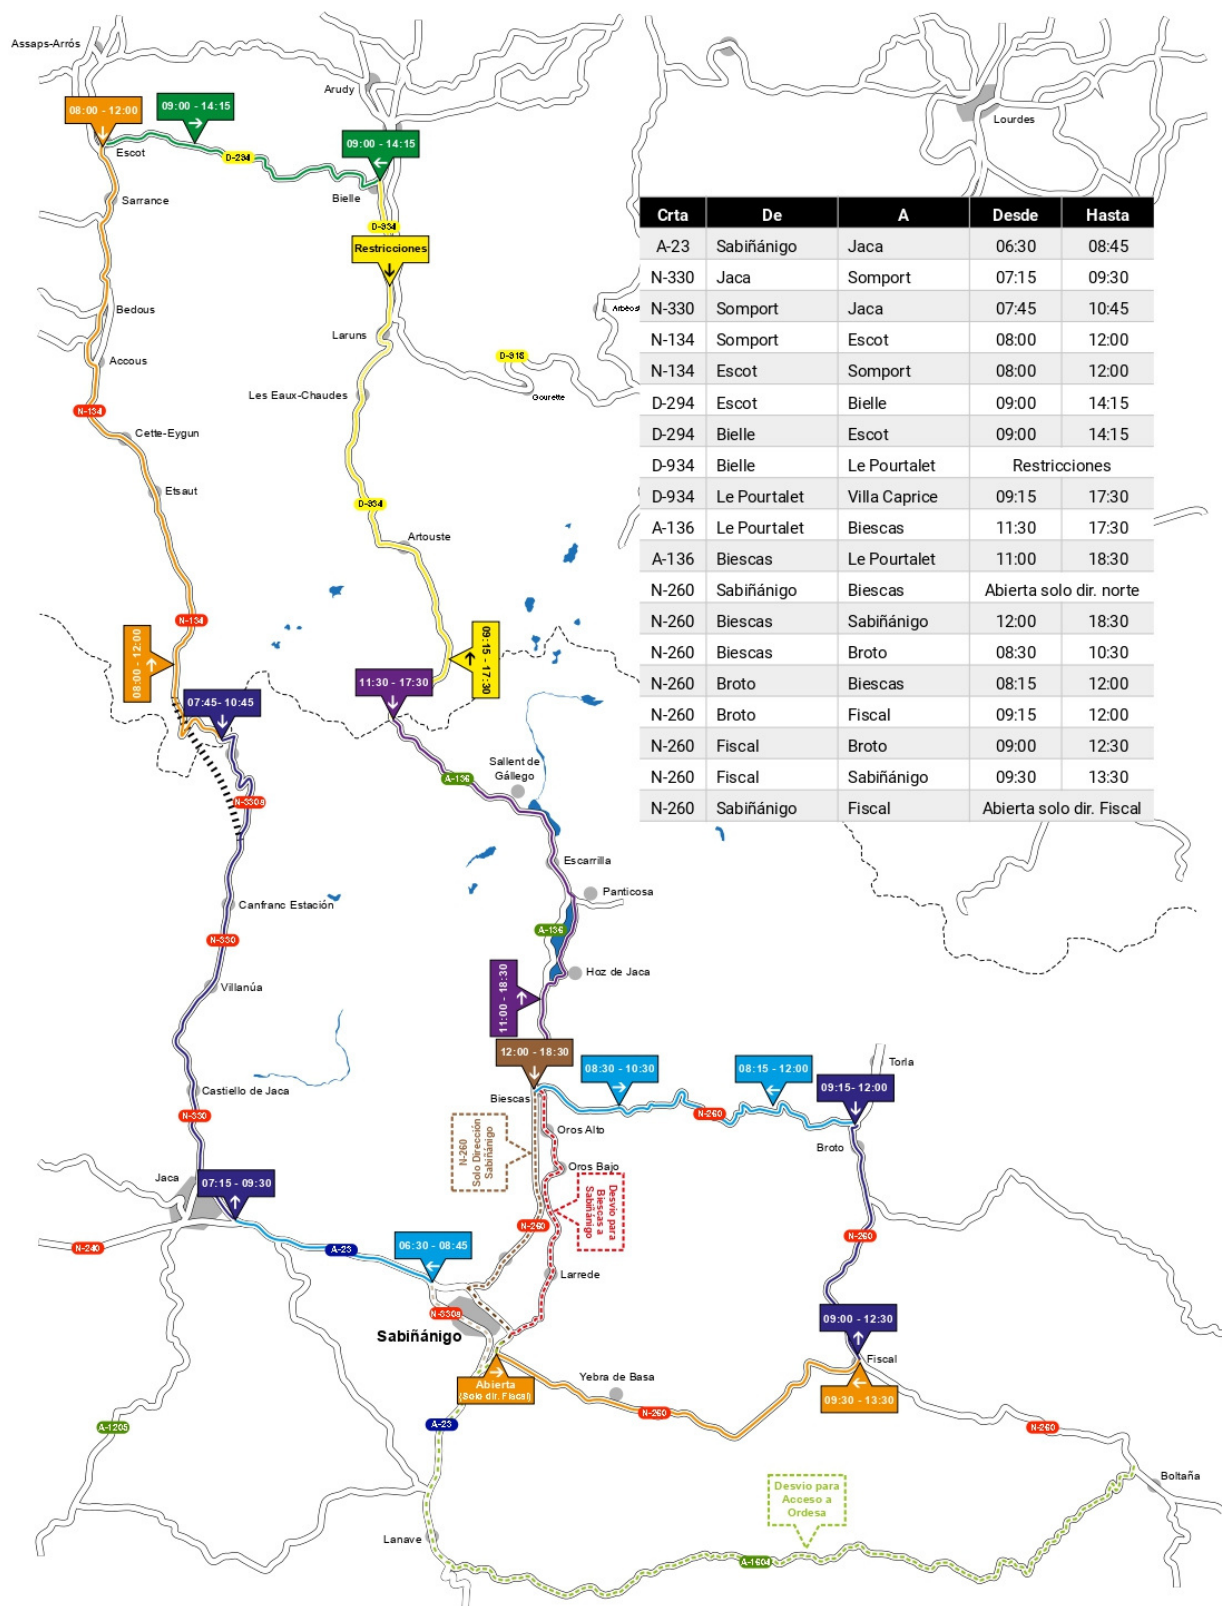 Assaps-Arrós
Arudy
Lourdes
08:00 - 12:00
09:00 - 14:15
09:00 - 14:15
Escot
D-294
Bielle
Sarrance
D-934
Restricciones
Bedous
Laruns
Accous
D-918
Gourette
Les Eaux-Chaudes
N-134
Cette-Eygun
Etsaut
D-934
Artouste
N-134
08:00 - 12:00
09:15 - 17:30
07:45- 10:45
11:30 - 17:30
Sallent de
Gállego
A-136
N-330a
Escarrilla
Panticosa
Canfranc Estación
A-136
N-330
Hoz de Jaca
Villanúa
11:00 - 18:30
12:00 - 18:30
08:30 - 10:30
08:15 - 12:00
09:15- 12:00
Torla
Castiello de Jaca
Biescas
N-330
N-260
N-260
Solo Dirección
Sabiñánigo
Oros Alto
Broto
Oros Bajo
Jaca
07:15 - 09:30
Desvio para
Biescas a
Sabiñánigo
N-260
N-240
A-23
06:30 - 08:45
N-260
Larrede
N-330a
Sabiñánigo
09:00 - 12:30
Fiscal
Abierta
(Solo dir. Fiscal)
Yebra de Basa
09:30 - 13:30
N-260
A-1205
A-23
N-260
Boltaña
Desvio para
Acceso a
Ordesa
Lanave
A-1604
Crta De A Desde Hasta
A-23 Sabiñánigo Jaca 06:30 08:45
N-330 Jaca Somport 07:15 09:30
N-330 Somport Jaca 07:45 10:45
N-134 Somport Escot 08:00 12:00
N-134 Escot Somport 08:00 12:00
D-294 Escot Bielle 09:00 14:15
D-294 Bielle Escot 09:00 14:15
D-934 Bielle Le Pourtalet Restricciones
D-934 Le Pourtalet Villa Caprice 09:15 17:30
A-136 Le Pourtalet Biescas 11:30 17:30
A-136 Biescas Le Pourtalet 11:00 18:30
N-260 Sabiñánigo Biescas Abierta solo dir. norte
N-260 Biescas Sabiñánigo 12:00 18:30
N-260 Biescas Broto 08:30 10:30
N-260 Broto Biescas 08:15 12:00
N-260 Broto Fiscal 09:15 12:00
N-260 Fiscal Broto 09:00 12:30
N-260 Fiscal Sabiñánigo 09:30 13:30
N-260 Sabiñánigo Fiscal Abierta solo dir. Fiscal